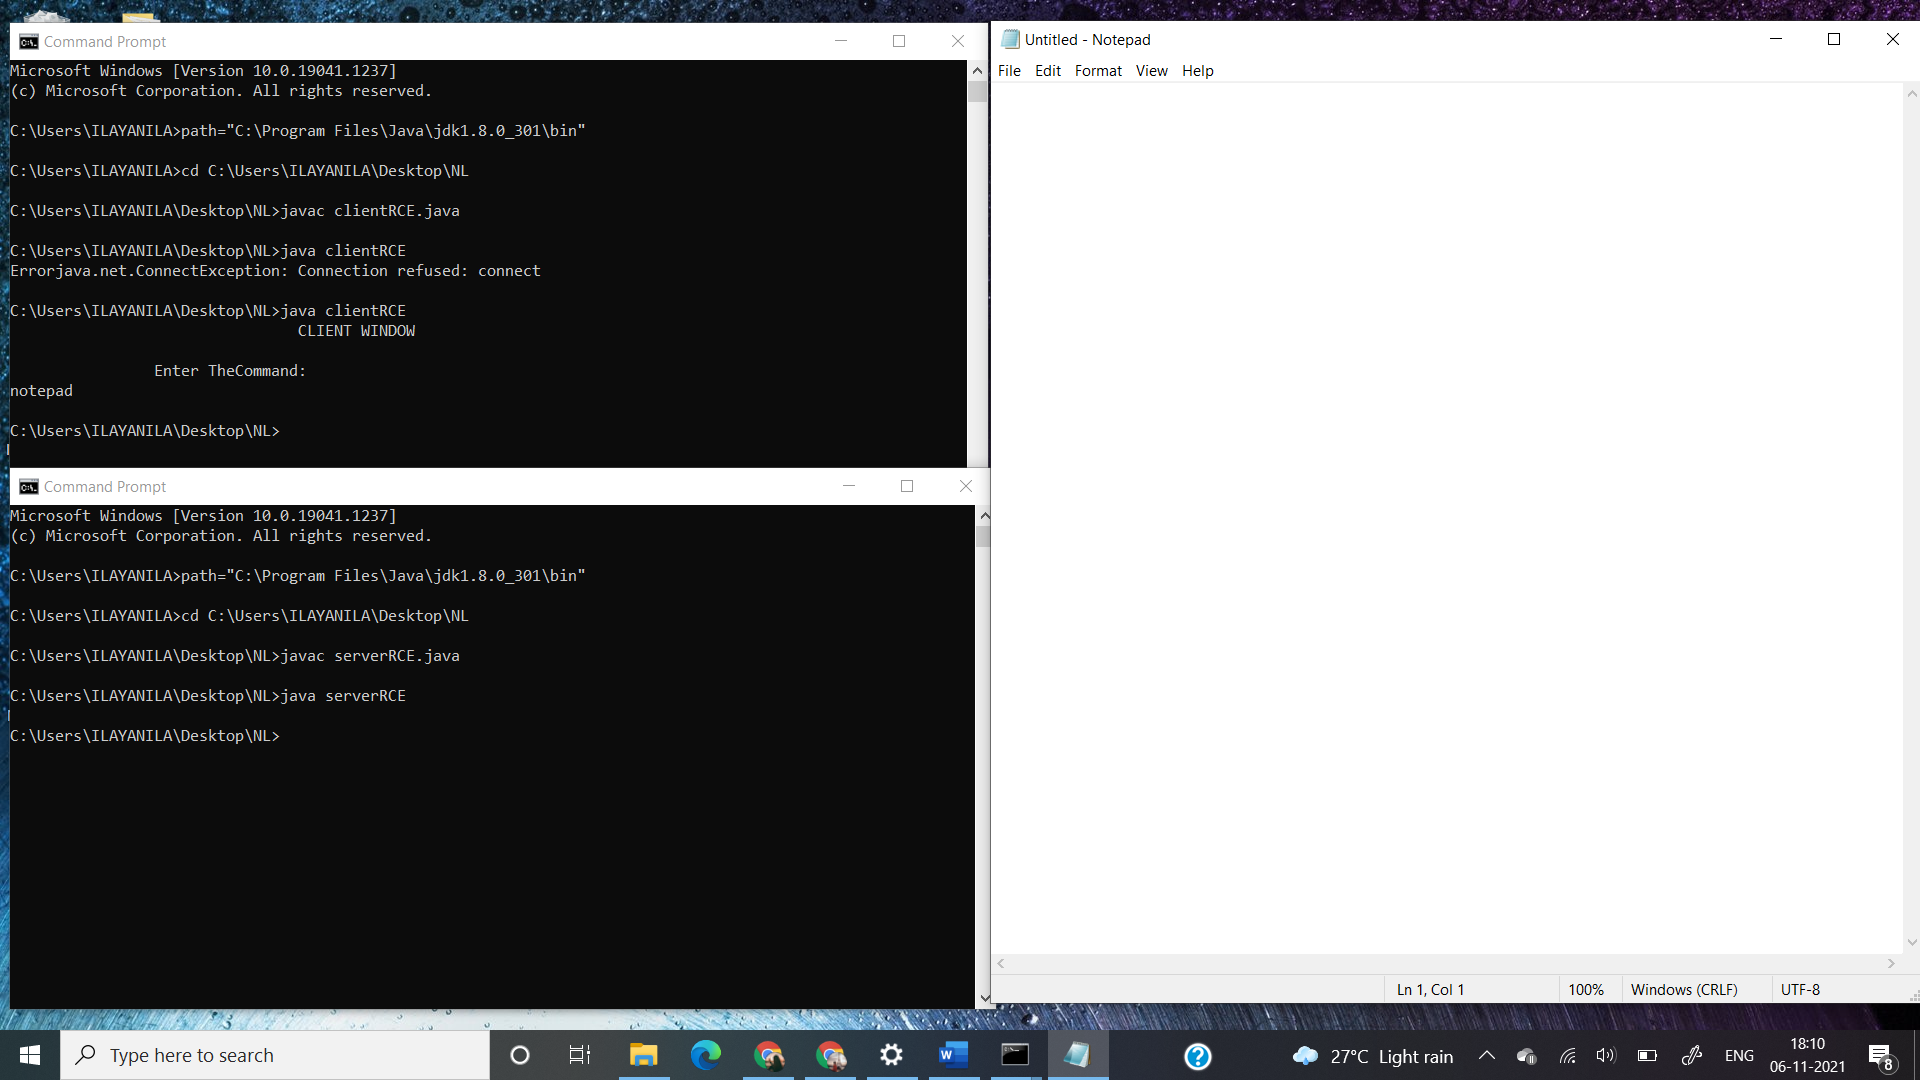 Command Prompt
Microsoft Windows [Version 10.0.19041.1237]
(c) Microsoft Corporation. All rights reserved.
C:\Users\ILAYANILA>path="C:\Program Files\Java\jdk1.8.0_301\bin"
C:\Users\ILAYANILA>cd C:\Users\ILAYANILA\Desktop\NL
C:\Users\ILAYANILA\Desktop\NL>javac clientRCE.java
C:\Users\ILAYANILA\Desktop\NL>java clientRCE
Errorjava.net.ConnectException: Connection refused: connect
C:\Users\ILAYANILA\Desktop\NL>java clientRCE
CLIENT WINDOW
Enter TheCommand:
notepad
C:\Users\ILAYANILA\Desktop\NL>
Command Prompt
Microsoft Windows [Version 10.0.19041.1237]
(c) Microsoft Corporation. All rights reserved.
C:\Users\ILAYANILA>path="C:\Program Files\Java\jdk1.8.0_301\bin"
C:\Users\ILAYANILA>cd C:\Users\ILAYANILA\Desktop\NL
C:\Users\ILAYANILA\Desktop\NL>javac serverRCE.java
C:\Users\ILAYANILA\Desktop\NL>java serverRCE
C:\Users\ILAYANILA\Desktop\NL>
Untitled - Notepad
File Edit Format View Help
Ln 1, Col 1 100% Windows (CRLF) UTF-8
Type here to search
27°C Light rain ENG
18:10
06-11-2021
8